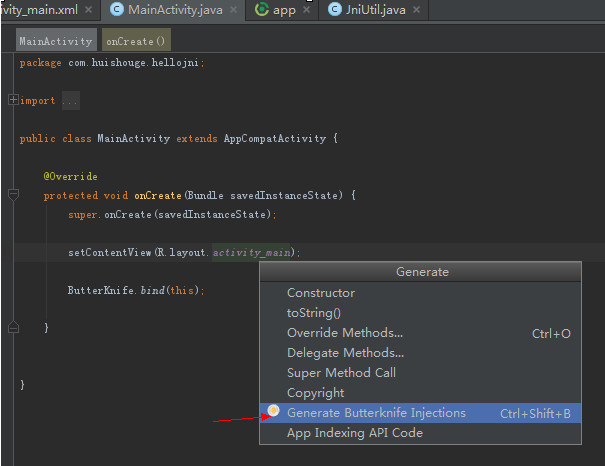 ivity_main.xml × MainActivity.java × app × JniUtil.java ×
MainActivity onCreate()
package com.huishouge.hellojni;
import ...
public class MainActivity extends AppCompatActivity {
@Override
protected void onCreate(Bundle savedInstanceState) {
super.onCreate(savedInstanceState);
setContentView(R.layout.activity_main);
Generate
Constructor
ButterKnife.bind(this);
toString()
Override Methods... Ctrl+O
}
Delegate Methods...
Super Method Call
}
Copyright
Generate Butterknife Injections Ctrl+Shift+B
App Indexing API Code